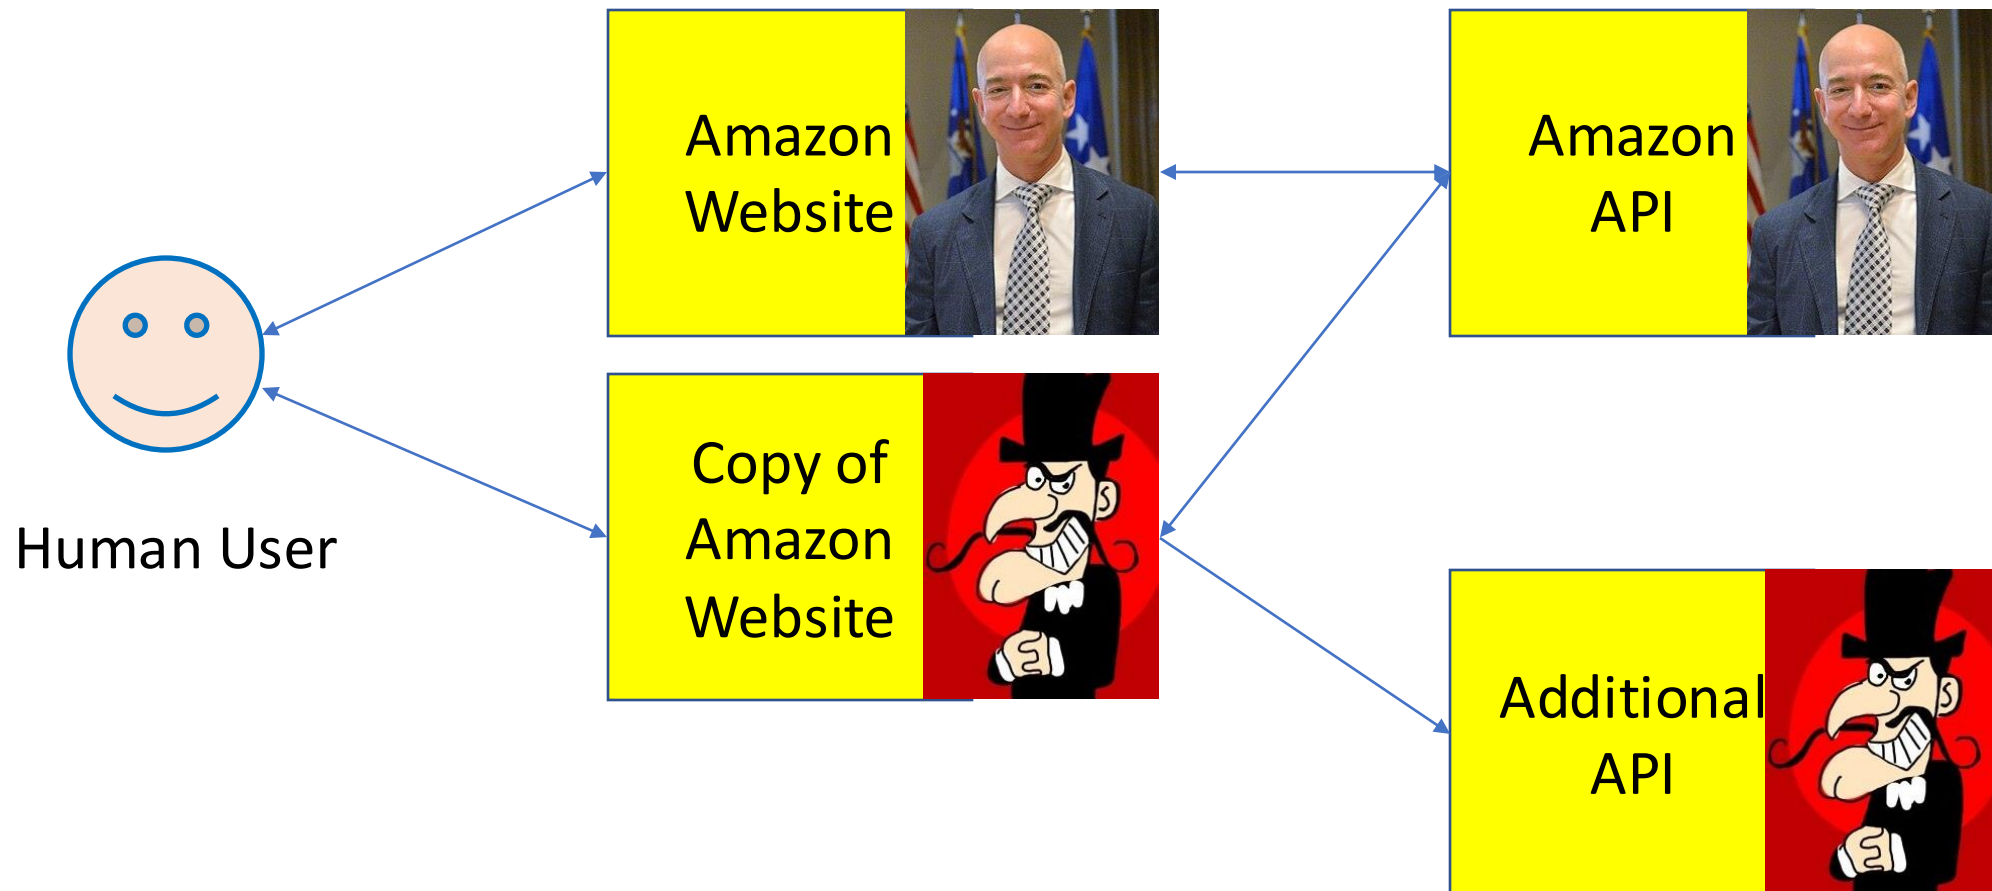 Amazon
Website
Amazon
API
Human User
Copy of
Amazon
Website
Additional
API